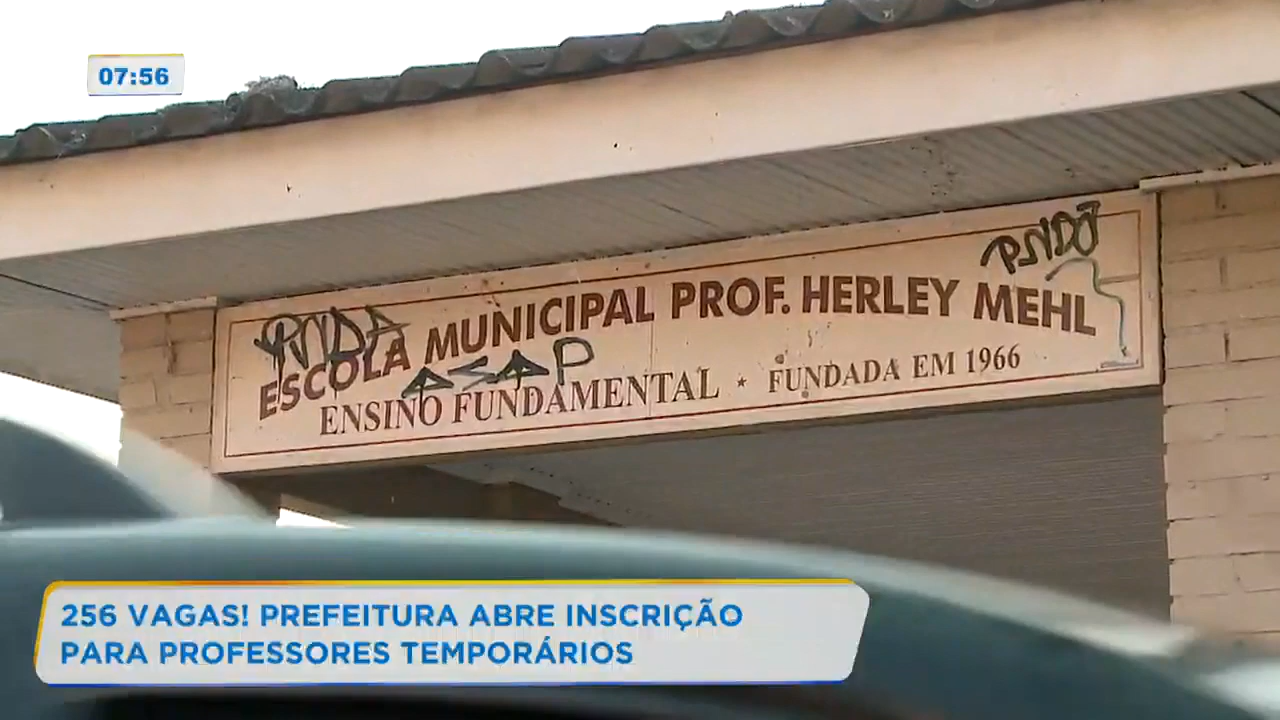 07:56
ESCOLA MUNICIPAL PROF. HERLEY MEHL
ASAP
ENSINO FUNDAMENTAL * FUNDADA EM 1966
256 VAGAS! PREFEITURA ABRE INSCRIÇÃO
PARA PROFESSORES TEMPORÁRIOS